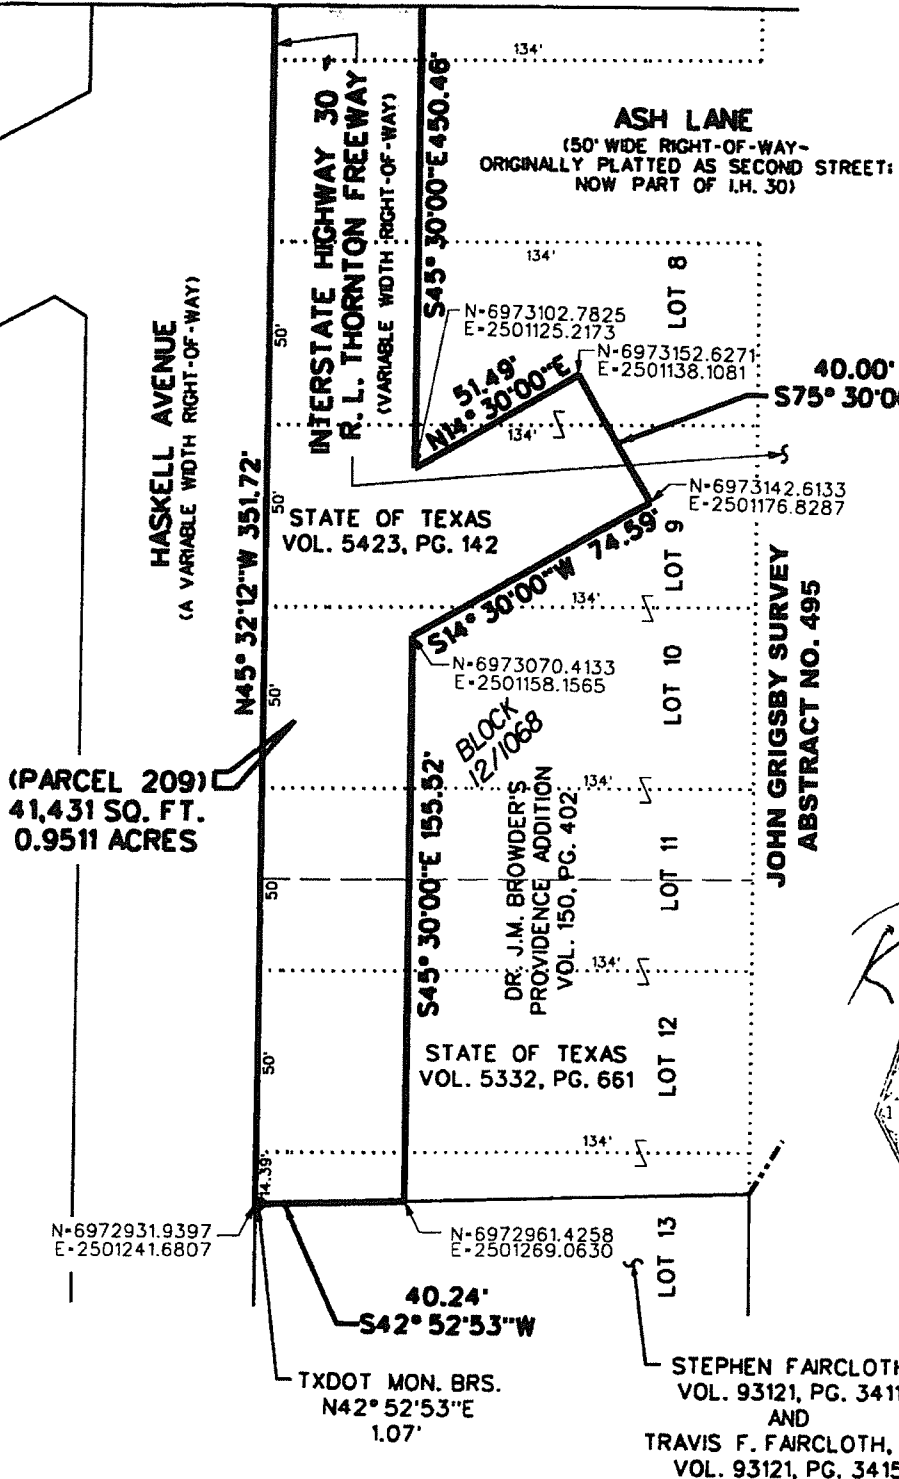 134'
ASH LANE
(50' WIDE RIGHT-OF-WAY-
ORIGINALLY PLATTED AS SECOND STREET:
NOW PART OF I.H. 30)
INTERSTATE HIGHWAY 30
R. L. THORNTON FREEWAY
(VARIABLE WIDTH RIGHT-OF-WAY)
S45° 30'00"E 450.46'
134'
LOT 8
HASKELL AVENUE
(A VARIABLE WIDTH RIGHT-OF-WAY)
50'
N-6973102.7825
E-2501125.2173
N-6973152.6271
E-2501138.1081
51.49'
N14° 30'00"E
40.00'
S75° 30'0
134'
N45° 32'12"W 351.72'
50'
STATE OF TEXAS
VOL. 5423, PG. 142
N-6973142.6133
E-2501176.8287
S14° 30'00"W 74.59'
LOT 9
134'
JOHN GRIGSBY SURVEY
ABSTRACT NO. 495
N-6973070.4133
E-2501158.1565
LOT 10
50'
BLOCK
12/1068
(PARCEL 209)
41,431 SQ. FT.
0.9511 ACRES
S45° 30'00"E 155.52'
134'
DR. J.M. BROWDER'S
PROVIDENCE ADDITION
VOL. 150, PG. 402
LOT 11
50'
134'
STATE OF TEXAS
VOL. 5332, PG. 661
LOT 12
50'
1
134'
14.39'
N-6972931.9397
E-2501241.6807
N-6972961.4258
E-2501269.0630
LOT 13
40.24'
S42° 52'53"W
TXDOT MON. BRS.
N42° 52'53"E
1.07'
STEPHEN FAIRCLOTH
VOL. 93121, PG. 3411
AND
TRAVIS F. FAIRCLOTH,
VOL. 93121, PG. 3415